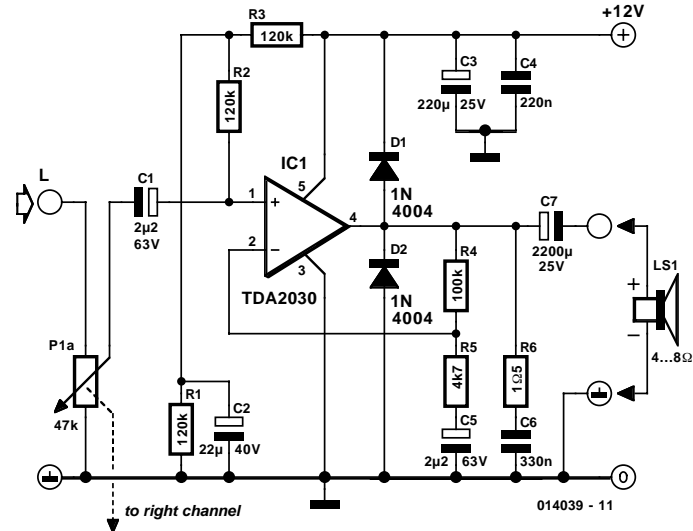 R3
120k
+12V
R2
120k
C3
220µ 25V
C4
220n
D1
1N
4004
IC1
L
C1
2µ2
63V
1
+
5
4
2
−
3
TDA2030
D2
1N
4004
R4
100k
C7
2200µ
25V
LS1
+
−
4...8Ω
P1a
47k
R5
4k7
R6
1Ω5
R1
120k
C2
22µ 40V
C5
2µ2 63V
C6
330n
0
to right channel
014039 - 11